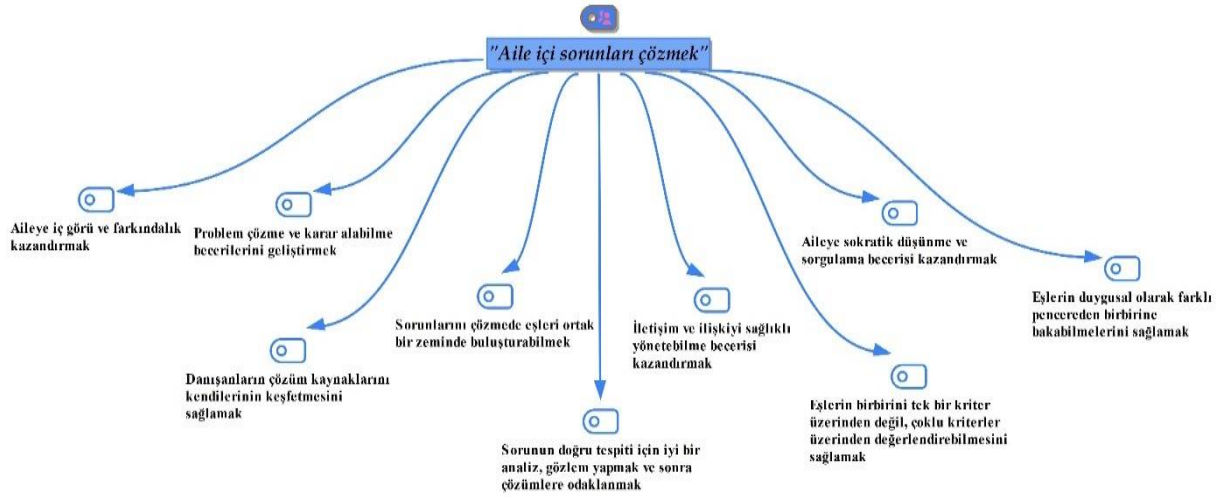 "Aile içi sorunları çözmek"
Aileye iç görü ve farkındalık
kazandırmak
Problem çözme ve karar alabilme
becerilerini geliştirmek
Danışanların çözüm kaynaklarını
kendilerinin keşfetmesini
sağlamak
Sorunlarını çözmede eşleri ortak
bir zeminde buluşturabilmek
Sorunun doğru tespiti için iyi bir
analiz, gözlem yapmak ve sonra
çözümlere odaklanmak
İletişim ve ilişkiyi sağlıklı
yönetebilme becerisi
kazandırmak
Eşlerin birbirini tek bir kriter
üzerinden değil, çoklu kriterler
üzerinden değerlendirebilmesini
sağlamak
Aileye sokratik düşünme ve
sorgulama becerisi kazandırmak
Eşlerin duygusal olarak farklı
pencereden birbirine
bakabilmelerini sağlamak